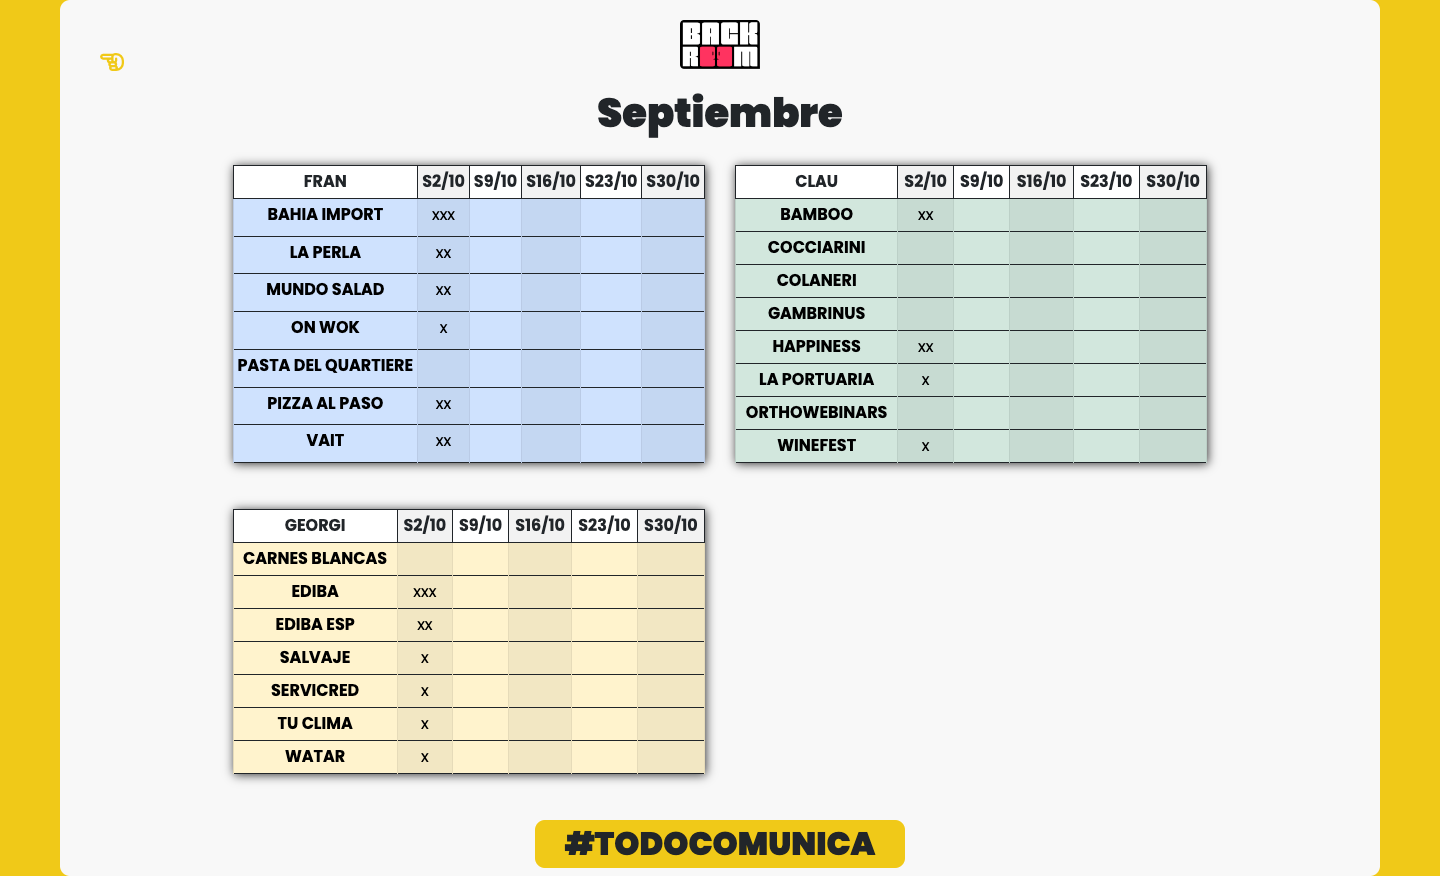 BACK
ROOM
Septiembre
FRAN S2/10 S9/10 S16/10 S23/10 S30/10
BAHIA IMPORT xxx
LA PERLA xx
MUNDO SALAD xx
ON WOK x
PASTA DEL QUARTIERE
PIZZA AL PASO xx
VAIT xx
CLAU S2/10 S9/10 S16/10 S23/10 S30/10
BAMBOO xx
COCCIARINI
COLANERI
GAMBRINUS
HAPPINESS xx
LA PORTUARIA x
ORTHOWEBINARS
WINEFEST x
GEORGI S2/10 S9/10 S16/10 S23/10 S30/10
CARNES BLANCAS
EDIBA xxx
EDIBA ESP xx
SALVAJE x
SERVICRED x
TU CLIMA x
WATAR x
#TODOCOMUNICA